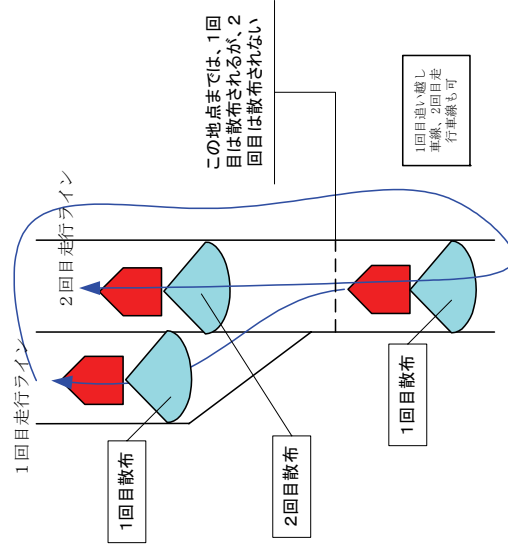 この地点までは、1回
目は散布されるが、2
回目は散布されない
1回目追い越し
車線、2回目走
行車線も可
2回目走行ライン
1回目走行ライン
1回目散布
2回目散布
1回目散布